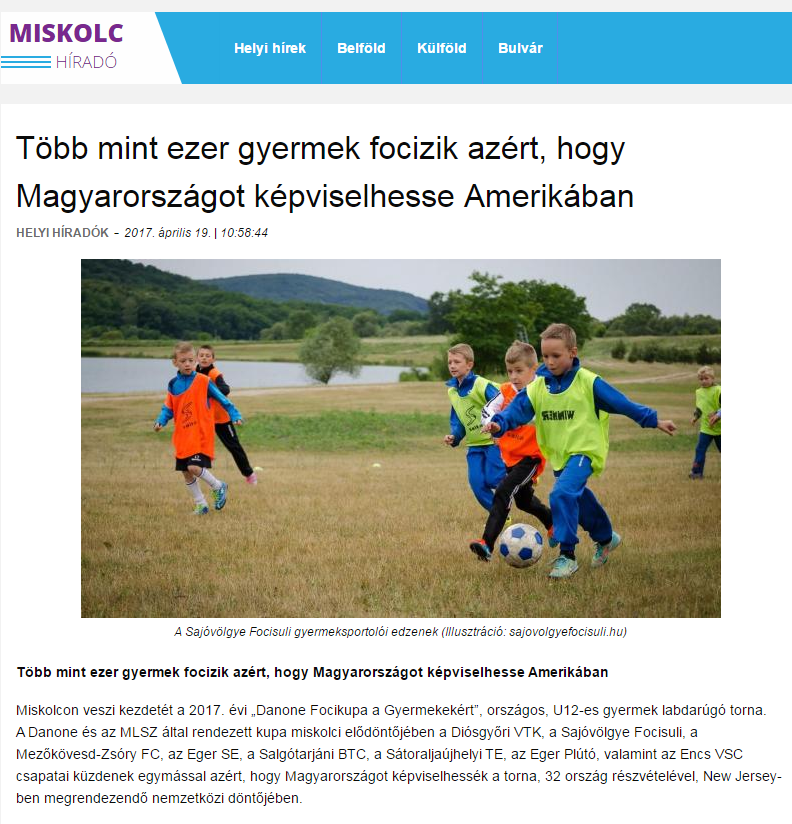 MISKOLC
HÍRADÓ
Helyi hírek Belföld Külföld Bulvár
Több mint ezer gyermek focizik azért, hogy
Magyarországot képviselhesse Amerikában
HELYI HÍRADÓK - 2017. április 19. | 10:58:44
WINNER
A Sajóvölgye Focisuli gyermeksportolói edzenek (Illusztráció: sajovolgyefocisuli.hu)
Több mint ezer gyermek focizik azért, hogy Magyarországot képviselhesse Amerikában
Miskolcon veszi kezdetét a 2017. évi „Danone Focikupa a Gyermekekért”, országos, U12-es gyermek labdarúgó torna.
A Danone és az MLSZ által rendezett kupa miskolci elődöntőjében a Diósgyőri VTK, a Sajóvölgye Focisuli, a
Mezőkövesd-Zsóry FC, az Eger SE, a Salgótarjáni BTC, a Sátoraljaújhelyi TE, az Eger Plútó, valamint az Encs VSC
csapatai küzdenek egymással azért, hogy Magyarországot képviselhessék a torna, 32 ország részvételével, New Jersey-
ben megrendezendő nemzetközi döntőjében.